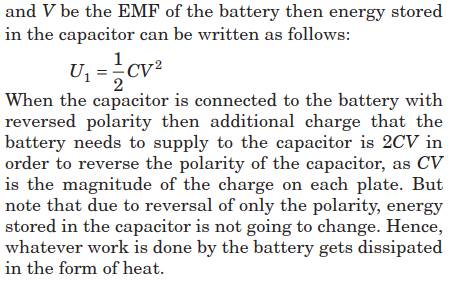 and V be the EMF of the battery then energy stored
in the capacitor can be written as follows:
U₁ = 1/2 CV²
When the capacitor is connected to the battery with
reversed polarity then additional charge that the
battery needs to supply to the capacitor is 2CV in
order to reverse the polarity of the capacitor, as CV
is the magnitude of the charge on each plate. But
note that due to reversal of only the polarity, energy
stored in the capacitor is not going to change. Hence,
whatever work is done by the battery gets dissipated
in the form of heat.